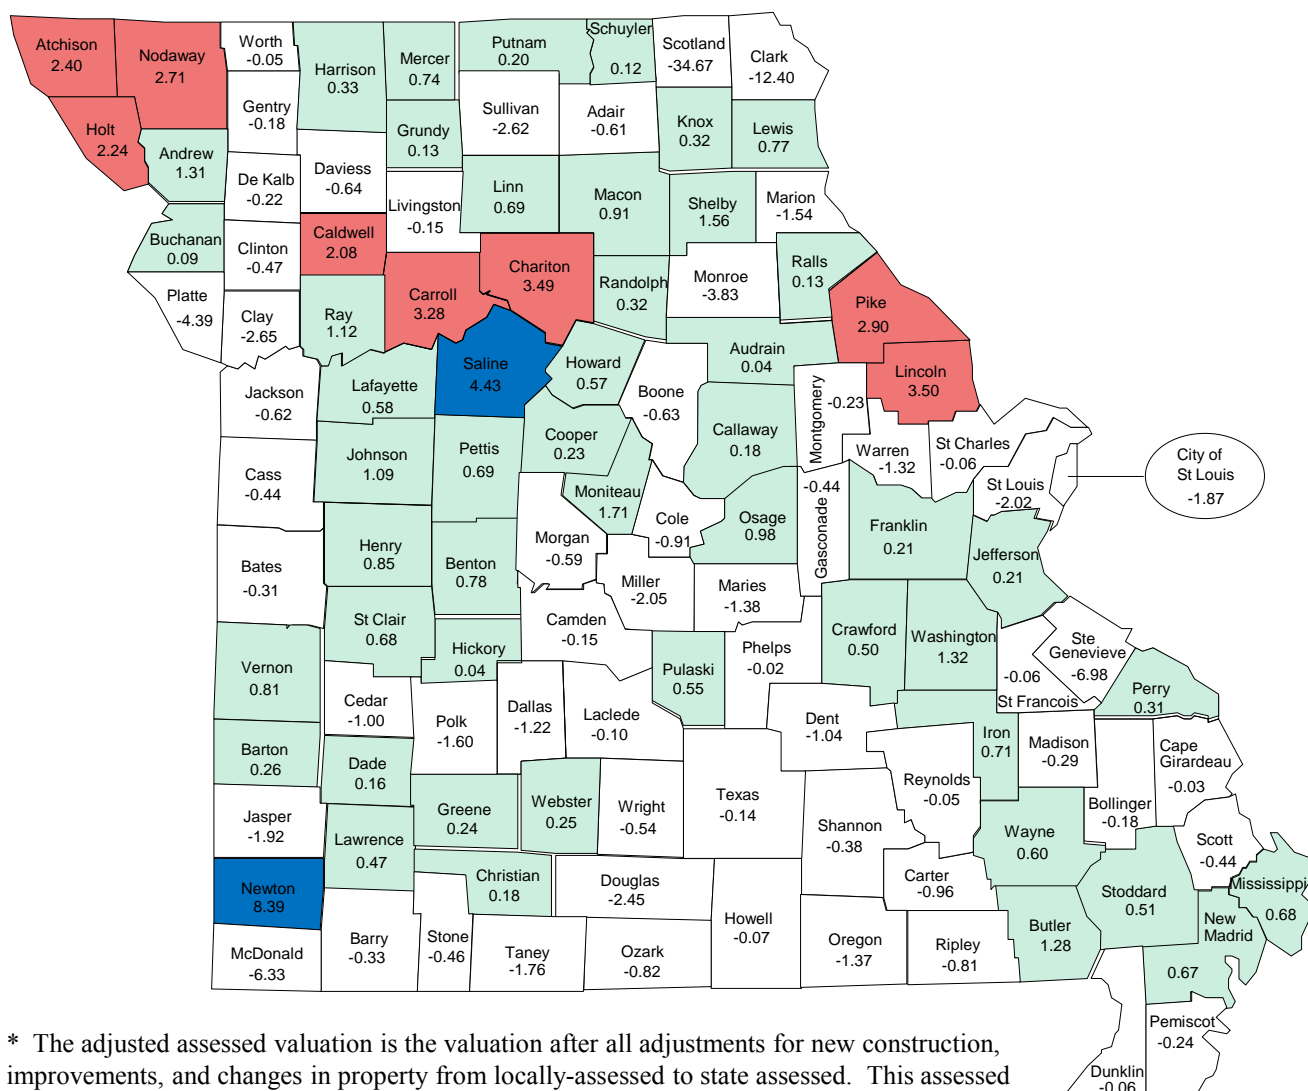 Atchison
2.40
Nodaway
2.71
Worth
-0.05
Harrison
0.33
Mercer
0.74
Putnam
0.20
Schuyler
0.12
Scotland
-34.67
Clark
-12.40
Gentry
-0.18
Sullivan
-2.62
Adair
-0.61
Knox
0.32
Lewis
0.77
Holt
2.24
Andrew
1.31
De Kalb
-0.22
Daviess
-0.64
Grundy
0.13
Livingston
-0.15
Linn
0.69
Macon
0.91
Shelby
1.56
Marion
-1.54
Buchanan
0.09
Clinton
-0.47
Caldwell
2.08
Carroll
3.28
Chariton
3.49
Randolph
0.32
Monroe
-3.83
Ralls
0.13
Pike
2.90
Platte
-4.39
Clay
-2.65
Ray
1.12
Saline
4.43
Howard
0.57
Boone
-0.63
Audrain
0.04
Lincoln
3.50
Jackson
-0.62
Lafayette
0.58
Cooper
0.23
Callaway
0.18
Montgomery
-0.23
Warren
-1.32
St Charles
-0.06
St Louis
-2.02
City of
St Louis
-1.87
Cass
-0.44
Johnson
1.09
Pettis
0.69
Moniteau
1.71
Cole
-0.91
Osage
0.98
Gasconade
-0.44
Franklin
0.21
Jefferson
0.21
Bates
-0.31
Henry
0.85
Benton
0.78
Morgan
-0.59
Miller
-2.05
Maries
-1.38
St Clair
0.68
Hickory
0.04
Camden
-0.15
Pulaski
0.55
Phelps
-0.02
Crawford
0.50
Washington
1.32
-0.06
St Francois
Ste
Genevieve
-6.98
Perry
0.31
Vernon
0.81
Cedar
-1.00
Polk
-1.60
Dallas
-1.22
Laclede
-0.10
Dent
-1.04
Iron
0.71
Madison
-0.29
Cape
Girardeau
-0.03
Barton
0.26
Dade
0.16
Greene
0.24
Webster
0.25
Wright
-0.54
Texas
-0.14
Shannon
-0.38
Reynolds
-0.05
Bollinger
-0.18
Wayne
0.60
Scott
-0.44
Jasper
-1.92
Lawrence
0.47
Christian
0.18
Douglas
-2.45
Howell
-0.07
Carter
-0.96
Stoddard
0.51
Mississippi
0.68
Newton
8.39
McDonald
-6.33
Barry
-0.33
Stone
-0.46
Taney
-1.76
Ozark
-0.82
Oregon
-1.37
Ripley
-0.81
Butler
1.28
New
Madrid
0.67
Pemiscot
-0.24
Dunklin
-0.06
* The adjusted assessed valuation is the valuation after all adjustments for new construction,
improvements, and changes in property from locally-assessed to state assessed. This assessed